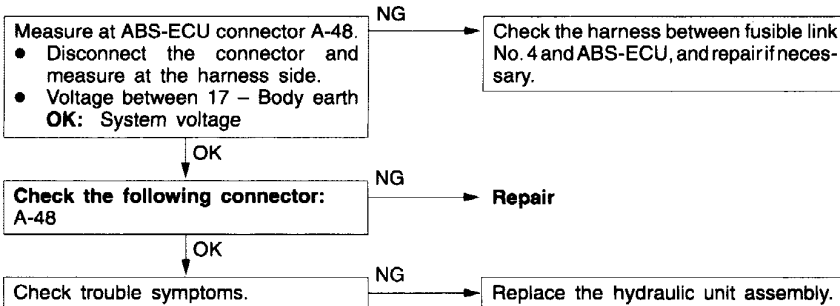 NG
Measure at ABS-ECU connector A-48.
● Disconnect the connector and
measure at the harness side.
● Voltage between 17 – Body earth
OK: System voltage
Check the harness between fusible link
No. 4 and ABS-ECU, and repair if neces-
sary.
OK
NG
Check the following connector:
A-48
Repair
OK
NG
Check trouble symptoms.
Replace the hydraulic unit assembly.